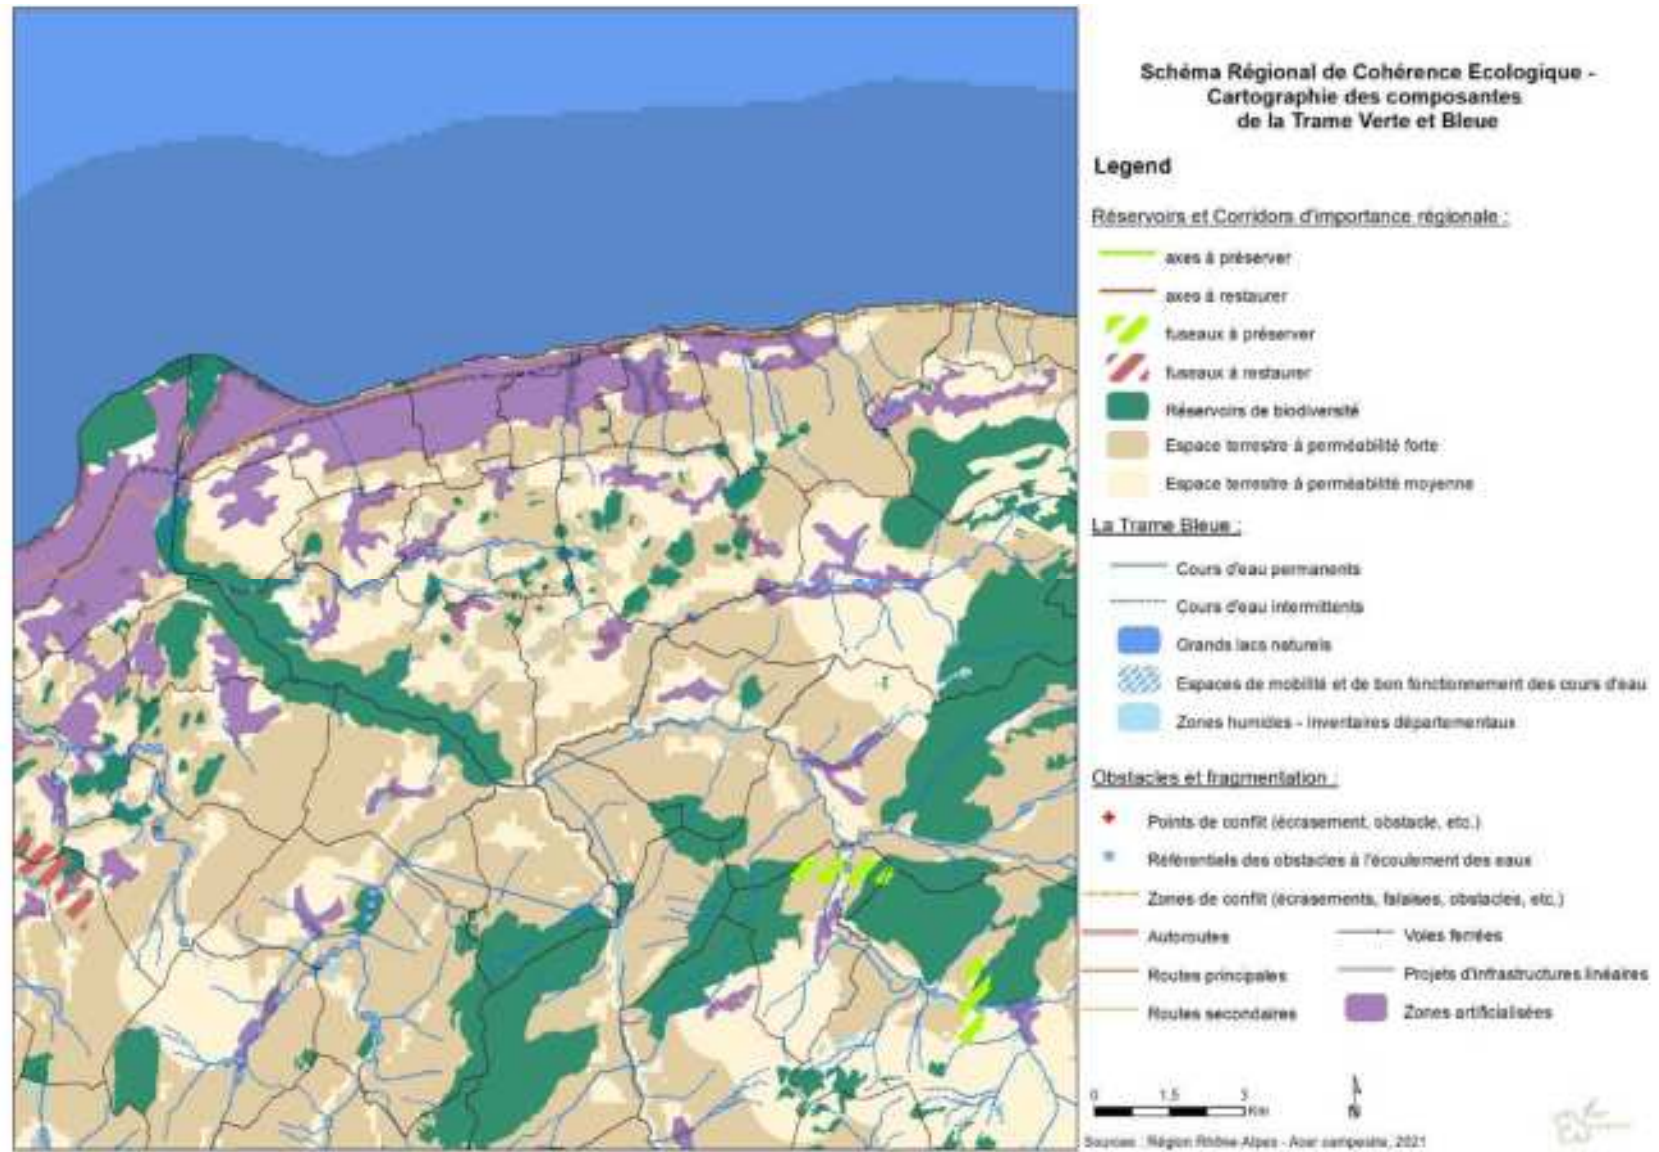 Schéma Régional de Cohérence Ecologique -
Cartographie des composantes
de la Trame Verte et Bleue
Legend
Réservoirs et Corridors d'importance régionale :
axes à préserver
axes à restaurer
fuseaux à préserver
fuseaux à restaurer
Réservoirs de biodiversité
Espace terrestre à perméabilité forte
Espace terrestre à perméabilité moyenne
La Trame Bleue :
Cours d'eau permanents
Cours d'eau intermittents
Grands lacs naturels
Espaces de mobilité et de bon fonctionnement des cours d'eau
Zones humides - inventaires départementaux
Obstacles et fragmentation :
Points de conflit (écrasement, obstacle, etc.)
Référentiels des obstacles à l'écoulement des eaux
Zones de conflit (écrasements, falaises, obstacles, etc.)
Autoroutes
Voies ferrées
Routes principales
Projets d'infrastructures linéaires
Routes secondaires
Zones artificialisées
0 1.5 3
Km
N
Sources : Région Rhône-Alpes - Acer campestre, 2021